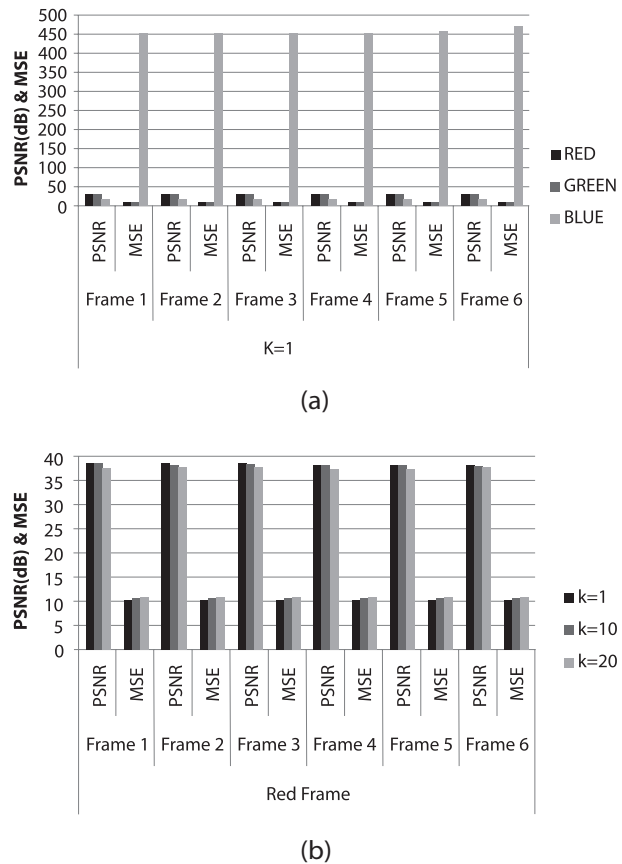 PSNR(dB) & MSE
500
450
400
350
300
250
200
150
100
50
0
PSNR MSE PSNR MSE PSNR MSE PSNR MSE PSNR MSE PSNR MSE
Frame 1 Frame 2 Frame 3 Frame 4 Frame 5 Frame 6
K=1
RED
GREEN
BLUE
(a)
PSNR(dB) & MSE
40
35
30
25
20
15
10
5
0
PSNR MSE PSNR MSE PSNR MSE PSNR MSE PSNR MSE PSNR MSE
Frame 1 Frame 2 Frame 3 Frame 4 Frame 5 Frame 6
Red Frame
k=1
k=10
k=20
(b)